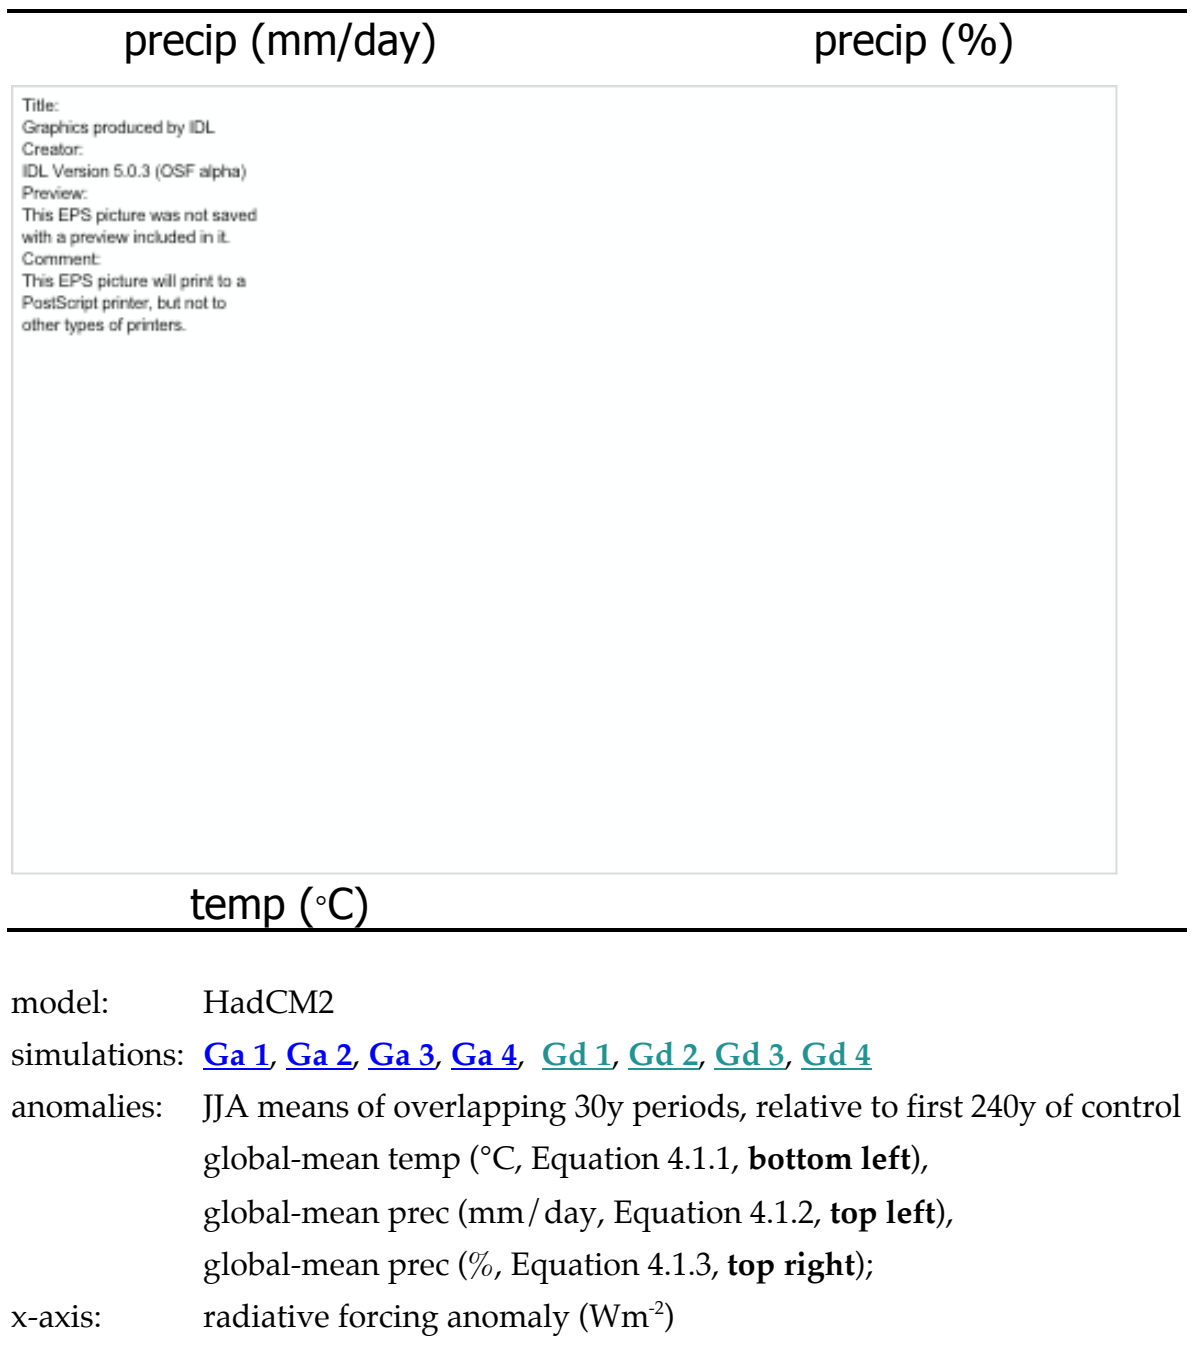 precip (mm/day) precip (%)
Title:
Graphics produced by IDL
Creator:
IDL Version 5.0.3 (OSF alpha)
Preview:
This EPS picture was not saved
with a preview included in it.
Comment:
This EPS picture will print to a
PostScript printer, but not to
other types of printers.
temp (°C)
model: HadCM2
simulations: Ga 1, Ga 2, Ga 3, Ga 4, Gd 1, Gd 2, Gd 3, Gd 4
anomalies: JJA means of overlapping 30y periods, relative to first 240y of control
global-mean temp (°C, Equation 4.1.1, bottom left),
global-mean prec (mm/day, Equation 4.1.2, top left),
global-mean prec (%, Equation 4.1.3, top right);
x-axis: radiative forcing anomaly (Wm⁻²)